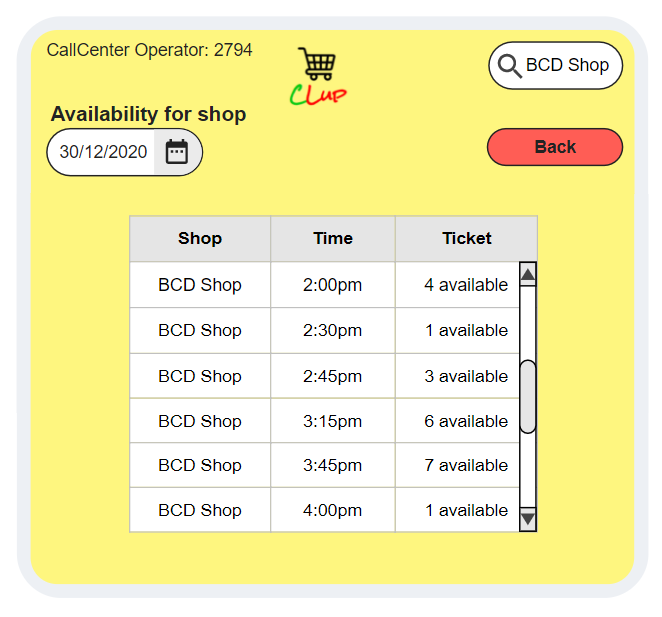 CallCenter Operator: 2794
CLup
BCD Shop
Availability for shop
30/12/2020
Back
Shop Time Ticket
BCD Shop 2:00pm 4 available
BCD Shop 2:30pm 1 available
BCD Shop 2:45pm 3 available
BCD Shop 3:15pm 6 available
BCD Shop 3:45pm 7 available
BCD Shop 4:00pm 1 available